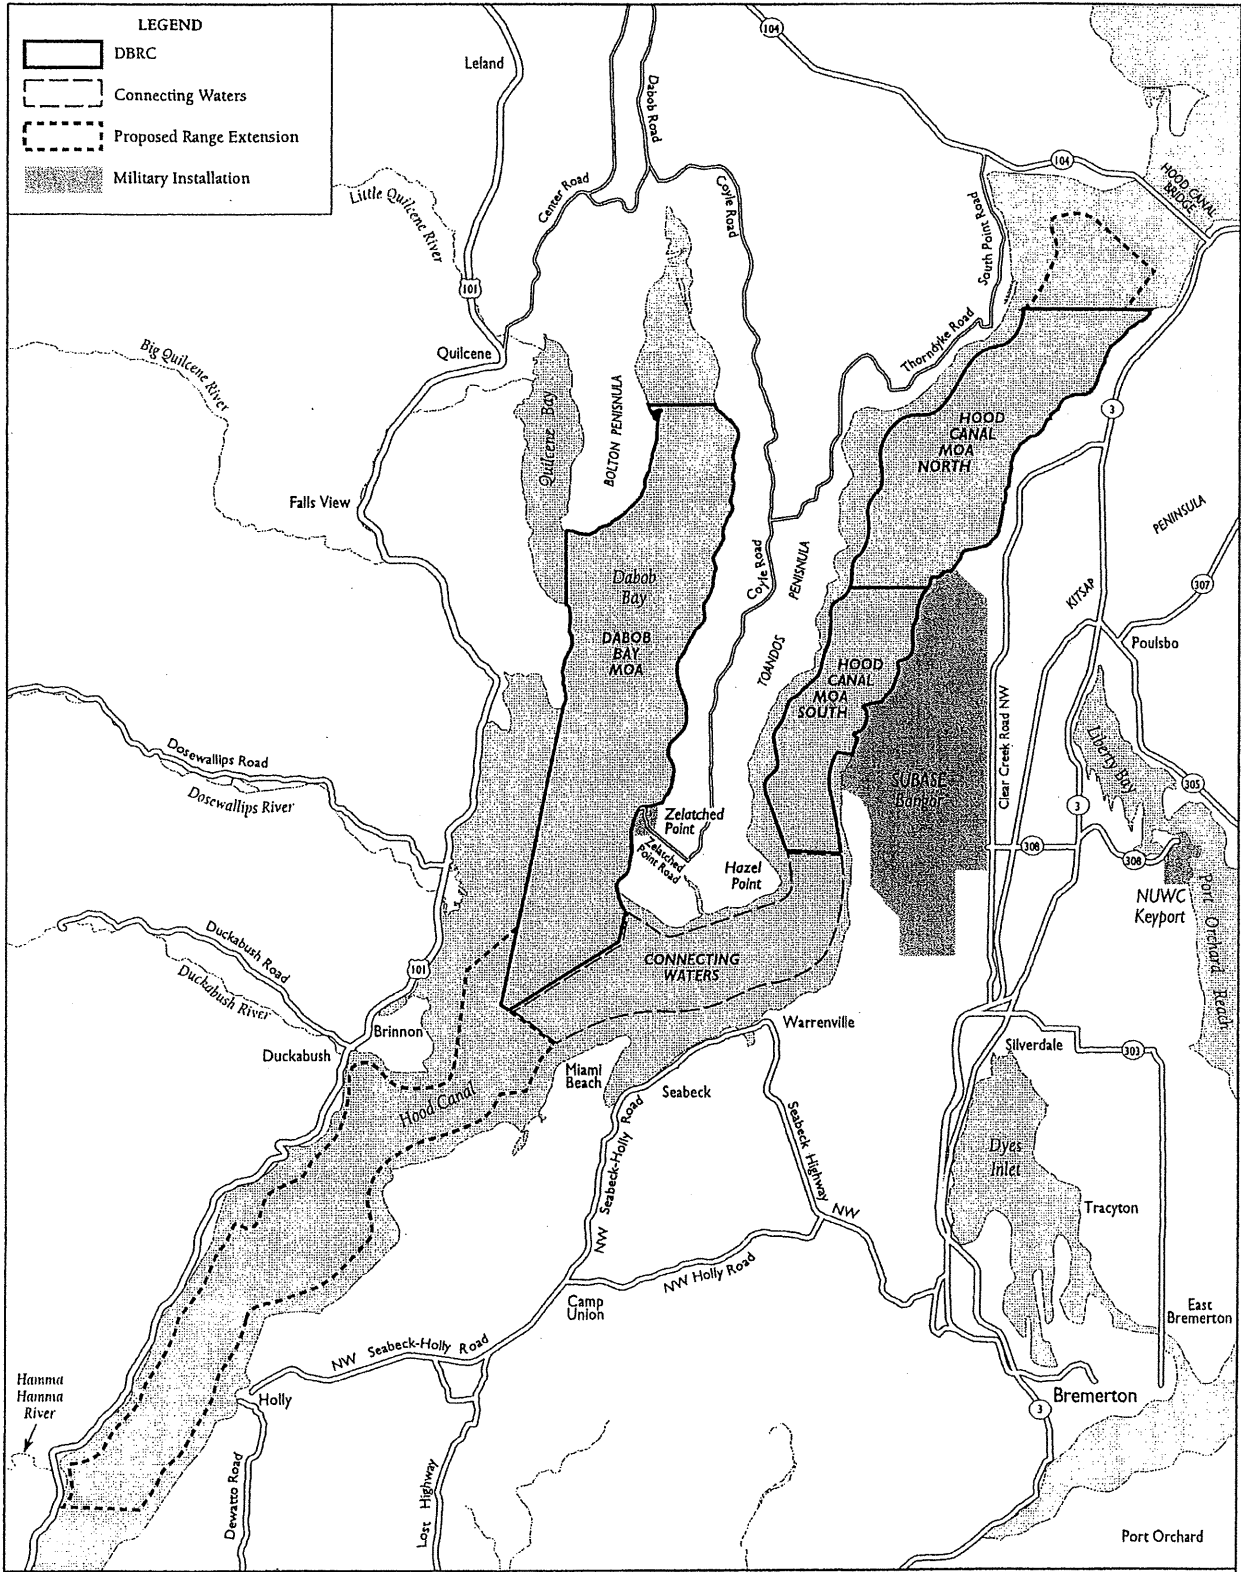 LEGEND
DBRC
Connecting Waters
Proposed Range Extension
Military Installation
Leland
104
Dabob Road
Center Road
Coyle Road
Little Quilcene
River
101
104
HOOD CANAL
BRIDGE
South Point Road
Thorndyke Road
Quilcene
Big Quilcene River
Quilcene Bay
BOLTON PENISNULA
HOOD
CANAL
MOA
NORTH
3
Falls View
PENINSULA
KITSAP
307
Coyle Road
PENISNULA
TOANDOS
Dabob
Bay
DABOB
BAY
MOA
HOOD
CANAL
MOA
SOUTH
Poulsbo
Clear Creek Road NW
Liberty Bay
305
Dosewallips Road
Dosewallips River
SUBASE
Bangor
3
308
308
Zelatched
Point
Zelatched
Point Road
Hazel
Point
NUWC
Keyport
Port Orchard Reach
Duckabush Road
Duckabush River
101
CONNECTING
WATERS
Brinnon
Duckabush
Warrenville
Silverdale
303
Miami
Beach
Seabeck
Hood Canal
NW Seabeck-Holly Road
Seabeck Highway NW
Dyes
Inlet
Tracyton
NW Holly Road
Camp
Union
East
Bremerton
NW Seabeck-Holly Road
Hamma
Hamma
River
Holly
Bremerton
3
Dewatto Road
Lost Highway
Port Orchard